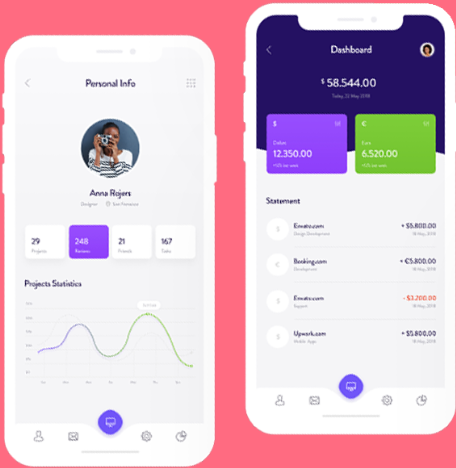 Personal Info
Anna Rojers
Designer San Francisco
29
Projects
248
21
Friends
167
Tasks
Projects Statistics
Dashboard
$ 58.544.00
Today, 22 May 2018
$
Dollars
12.350.00
€
Euro
6.520.00
Statement
$
Envato.com
+ $5.800.00
Design Development
18 May, 2018
€
Booking.com
+ €5.800.00
Development
18 May, 2018
$
Envato.com
- $3.200.00
Support
18 May, 2018
$
Upwork.com
+ $5.800.00
Mobile Apps
18 May, 2018